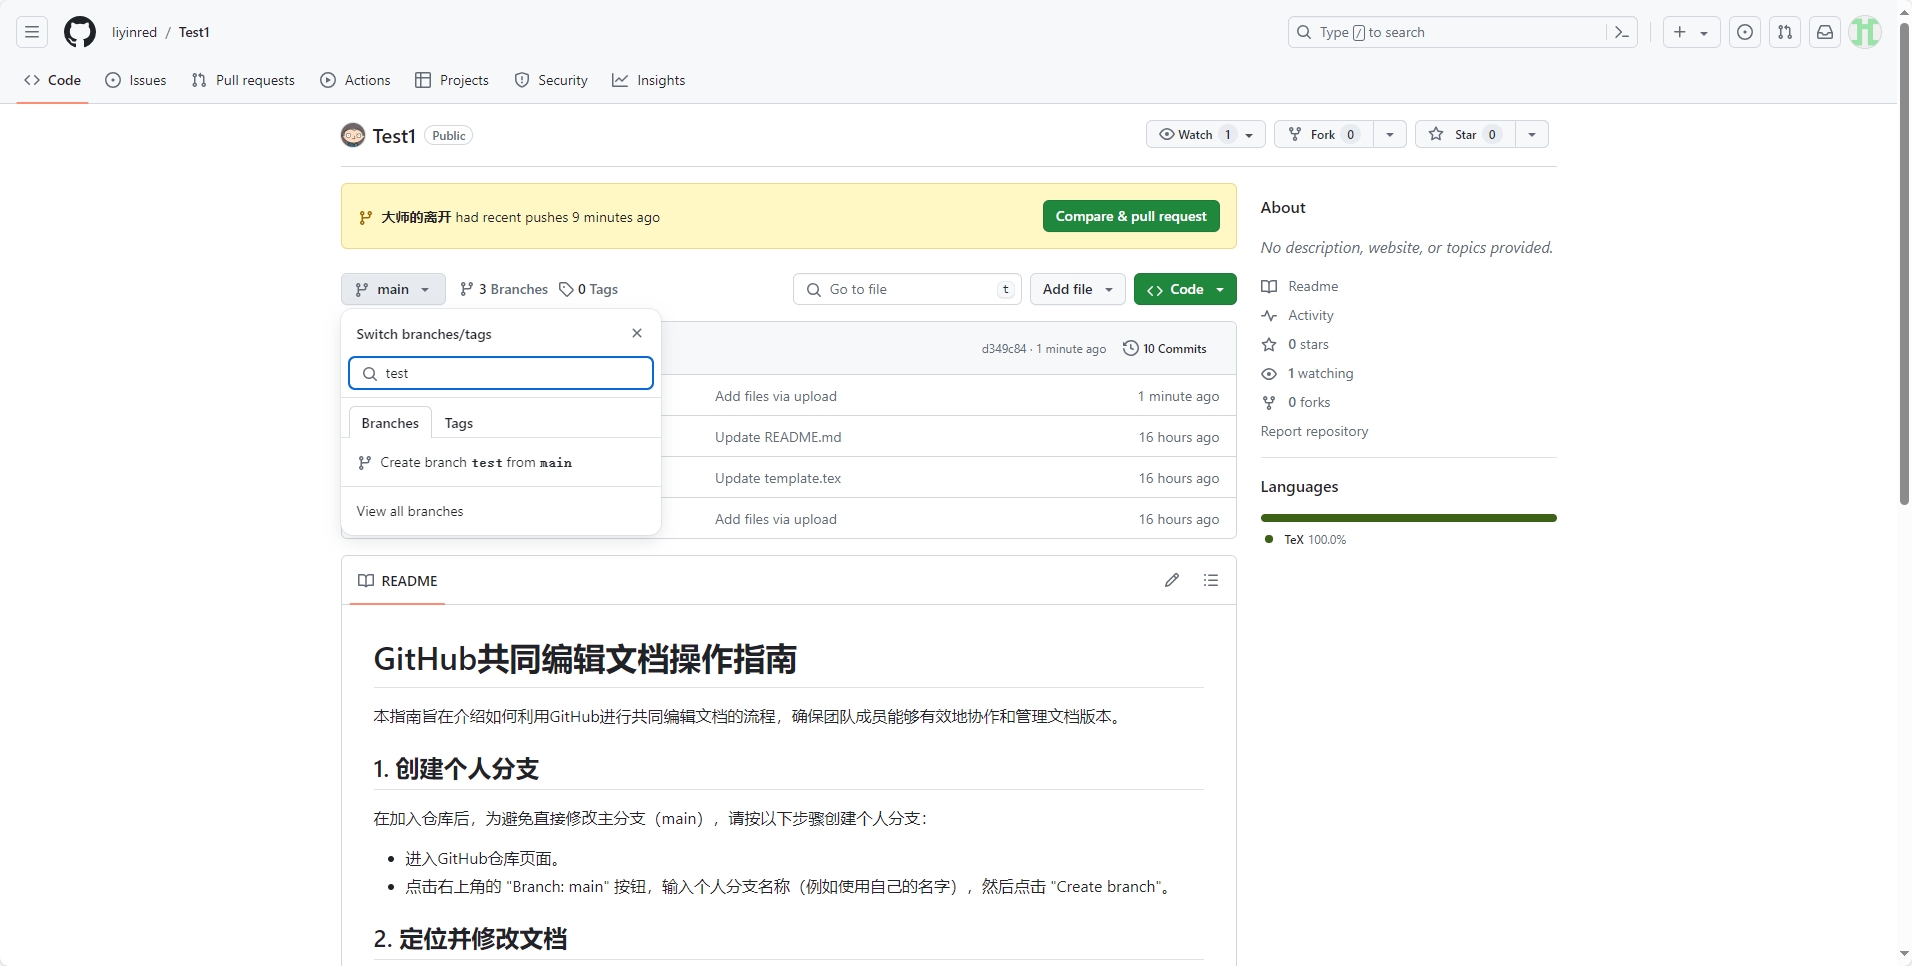 liyinred / Test1
Type / to search
Code
Issues
Pull requests
Actions
Projects
Security
Insights
Test1 Public
Watch 1
Fork 0
Star 0
大师的离开 had recent pushes 9 minutes ago
Compare & pull request
main
3 Branches
0 Tags
Go to file
t
Add file
Code
Switch branches/tags
test
Branches
Tags
Create branch test from main
View all branches
d349c84 · 1 minute ago
10 Commits
Add files via upload
1 minute ago
Update README.md
16 hours ago
Update template.tex
16 hours ago
Add files via upload
16 hours ago
About
No description, website, or topics provided.
Readme
Activity
0 stars
1 watching
0 forks
Report repository
Languages
TeX 100.0%
README
GitHub共同编辑文档操作指南
本指南旨在介绍如何利用GitHub进行共同编辑文档的流程，确保团队成员能够有效地协作和管理文档版本。
1. 创建个人分支
在加入仓库后，为避免直接修改主分支（main），请按以下步骤创建个人分支：
进入GitHub仓库页面。
点击右上角的 "Branch: main" 按钮，输入个人分支名称（例如使用自己的名字），然后点击 "Create branch"。
2. 定位并修改文档